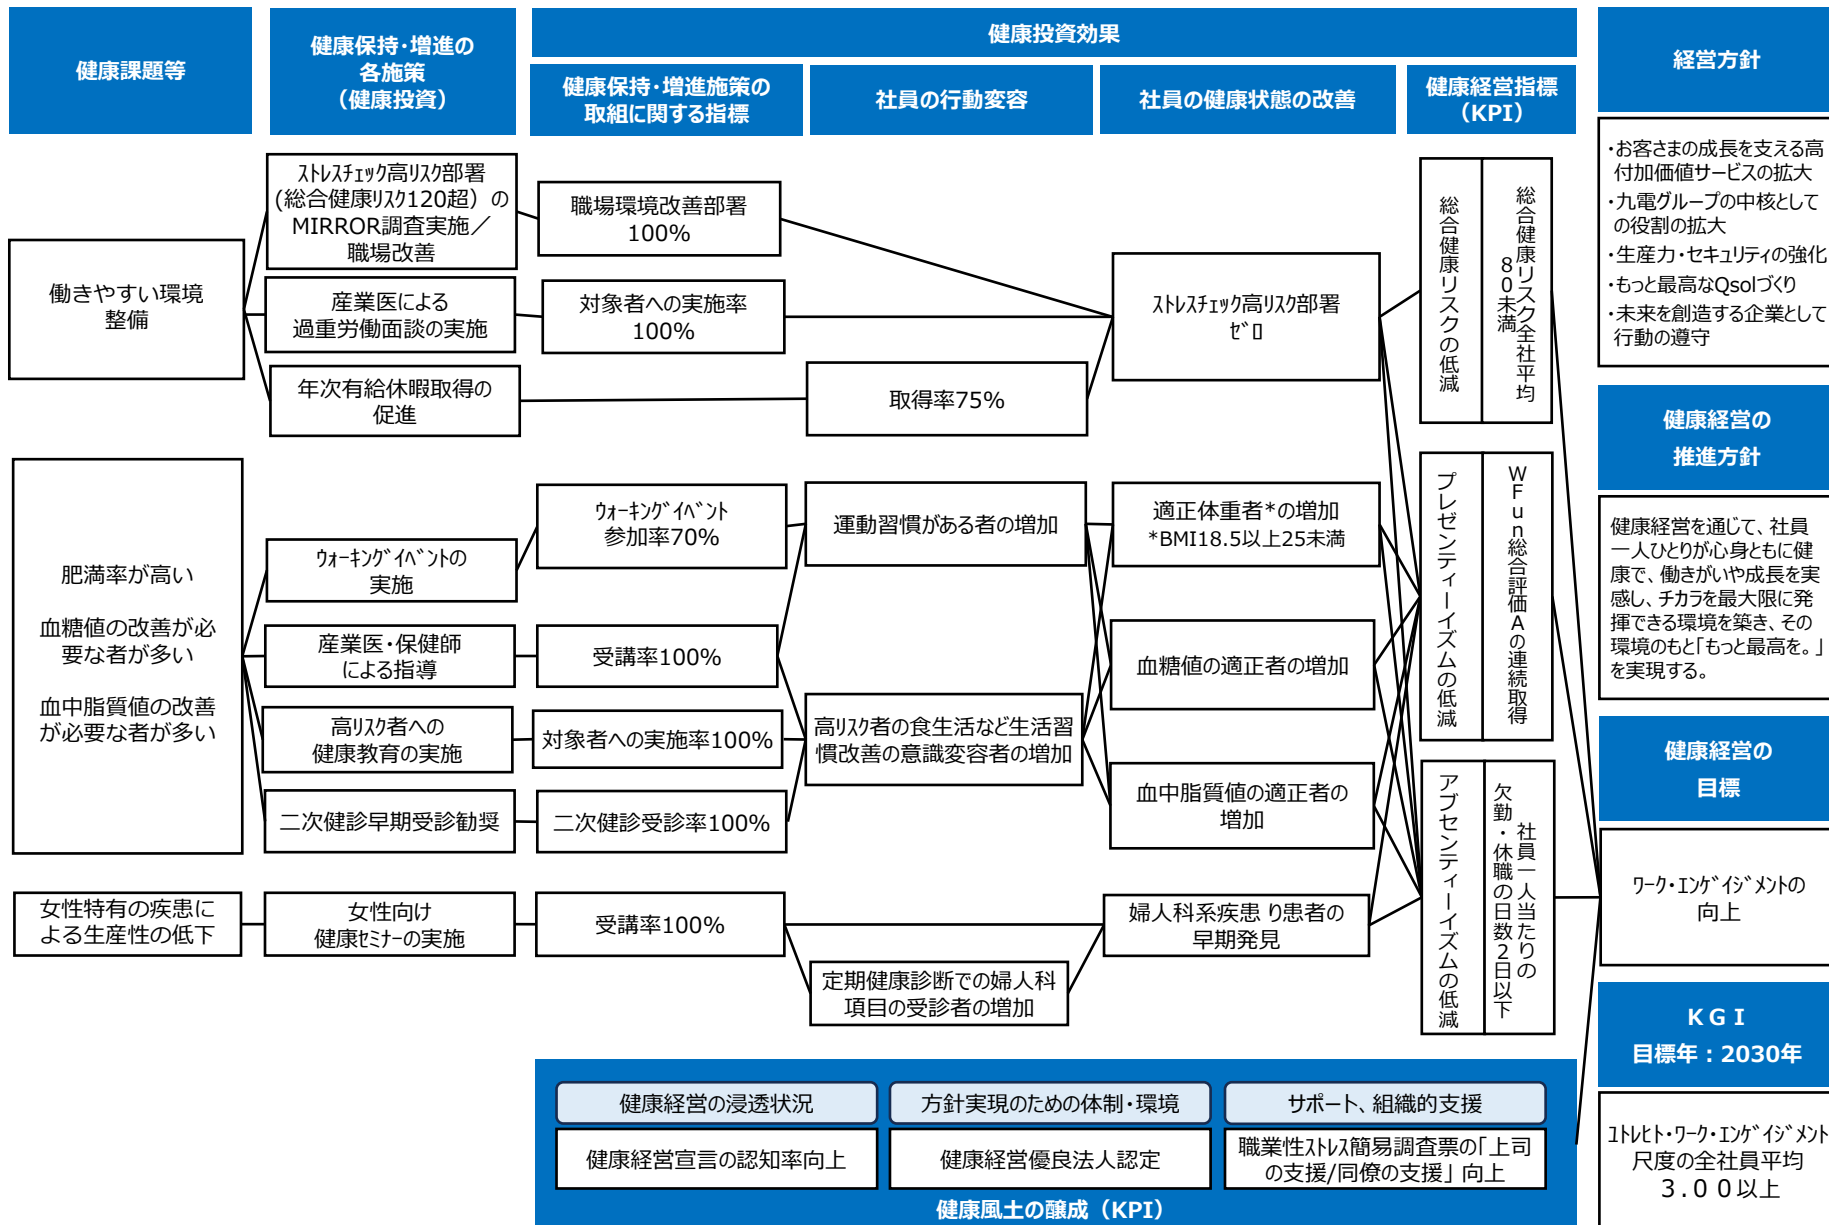 健康課題等
健康保持･増進の
各施策
（健康投資）
健康投資効果
健康保持･増進施策の
取組に関する指標
社員の行動変容
社員の健康状態の改善
健康経営指標
（KPI）
経営方針
働きやすい環境
整備
ｽﾄﾚｽﾁｪｯｸ高ﾘｽｸ部署
(総合健康ﾘｽｸ120超）の
MIRROR調査実施／
職場改善
産業医による
過重労働面談の実施
年次有給休暇取得の
促進
職場環境改善部署
100%
対象者への実施率
100%
取得率75%
ｽﾄﾚｽﾁｪｯｸ高ﾘｽｸ部署
ｾﾞﾛ
総合健康リスクの低減
総合健康リスク全社平均
８０未満
・お客さまの成長を支える高
付加価値サービスの拡大
・九電グループの中核として
の役割の拡大
・生産力・セキュリティの強化
・もっと最高なQsolづくり
・未来を創造する企業として
行動の遵守
肥満率が高い
血糖値の改善が必
要な者が多い
血中脂質値の改善
が必要な者が多い
ｳｫｰｷﾝｸﾞｲﾍﾞﾝﾄの
実施
産業医・保健師
による指導
高ﾘｽｸ者への
健康教育の実施
二次健診早期受診勧奨
ｳｫｰｷﾝｸﾞｲﾍﾞﾝﾄ
参加率70%
受講率100%
対象者への実施率100%
二次健診受診率100%
運動習慣がある者の増加
高ﾘｽｸ者の食生活など生活習
慣改善の意識変容者の増加
適正体重者*の増加
*BMI18.5以上25未満
血糖値の適正者の増加
血中脂質値の適正者の
増加
プレゼンティーイズムの低減
WFun総合評価Aの連続取得
健康経営の
推進方針
健康経営を通じて、社員
一人ひとりが心身ともに健
康で、働きがいや成長を実
感し、チカラを最大限に発
揮できる環境を築き、その
環境のもと「もっと最高を。」
を実現する。
女性特有の疾患に
よる生産性の低下
女性向け
健康ｾﾐﾅｰの実施
受講率100%
定期健康診断での婦人科
項目の受診者の増加
婦人科系疾患り患者の
早期発見
アブセンティーイズムの低減
社員一人当たりの
欠勤・休職の日数２日以下
健康経営の
目標
ﾜｰｸ・ｴﾝｹﾞｲｼﾞﾒﾝﾄの
向上
ＫＧＩ
目標年：2030年
ﾕﾄﾚﾋﾄ・ﾜｰｸ・ｴﾝｹﾞｲｼﾞﾒﾝﾄ
尺度の全社員平均
３.００以上
健康経営の浸透状況
健康経営宣言の認知率向上
方針実現のための体制・環境
健康経営優良法人認定
サポート、組織的支援
職業性ｽﾄﾚｽ簡易調査票の「上司
の支援/同僚の支援」向上
健康風土の醸成（KPI）